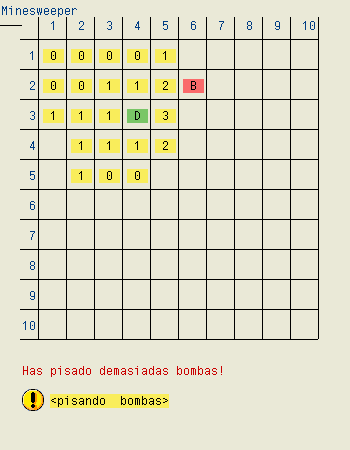 Minesweeper
1 2 3 4 5 6 7 8 9 10
1 0 0 0 0 1
2 0 0 1 1 2 B
3 1 1 1 D 3
4 1 1 1 2
5 1 0 0
6
7
8
9
10
Has pisado demasiadas bombas!
! <pisando bombas>